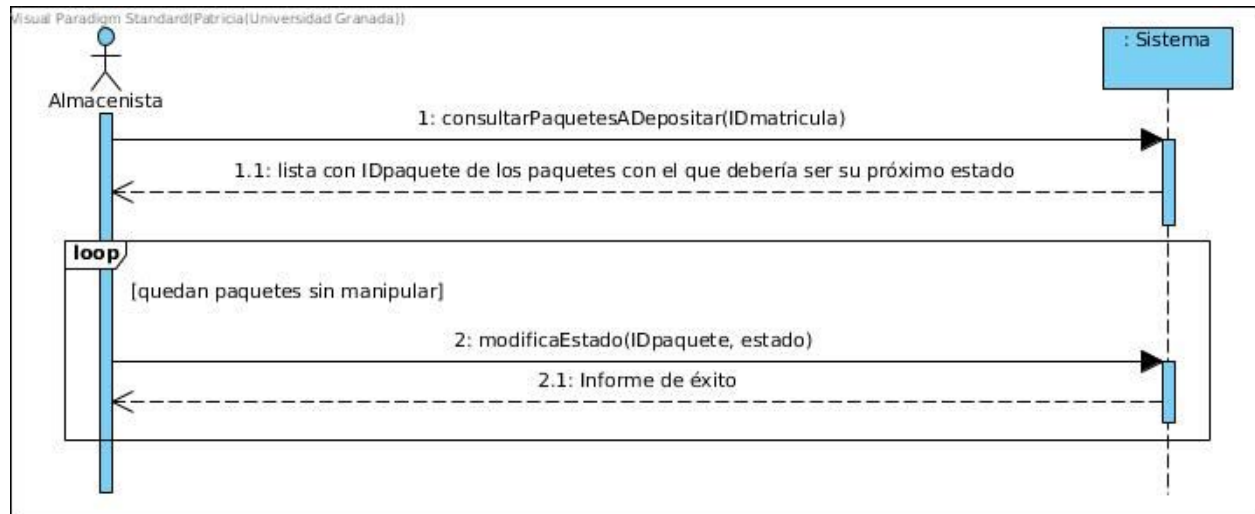 Visual Paradigm Standard(Patricia(Universidad Granada))
: Sistema
Almacenista
1: consultarPaquetesADepositar(IDmatricula)
1.1: lista con IDpaquete de los paquetes con el que debería ser su próximo estado
loop
[quedan paquetes sin manipular]
2: modificaEstado(IDpaquete, estado)
2.1: Informe de éxito